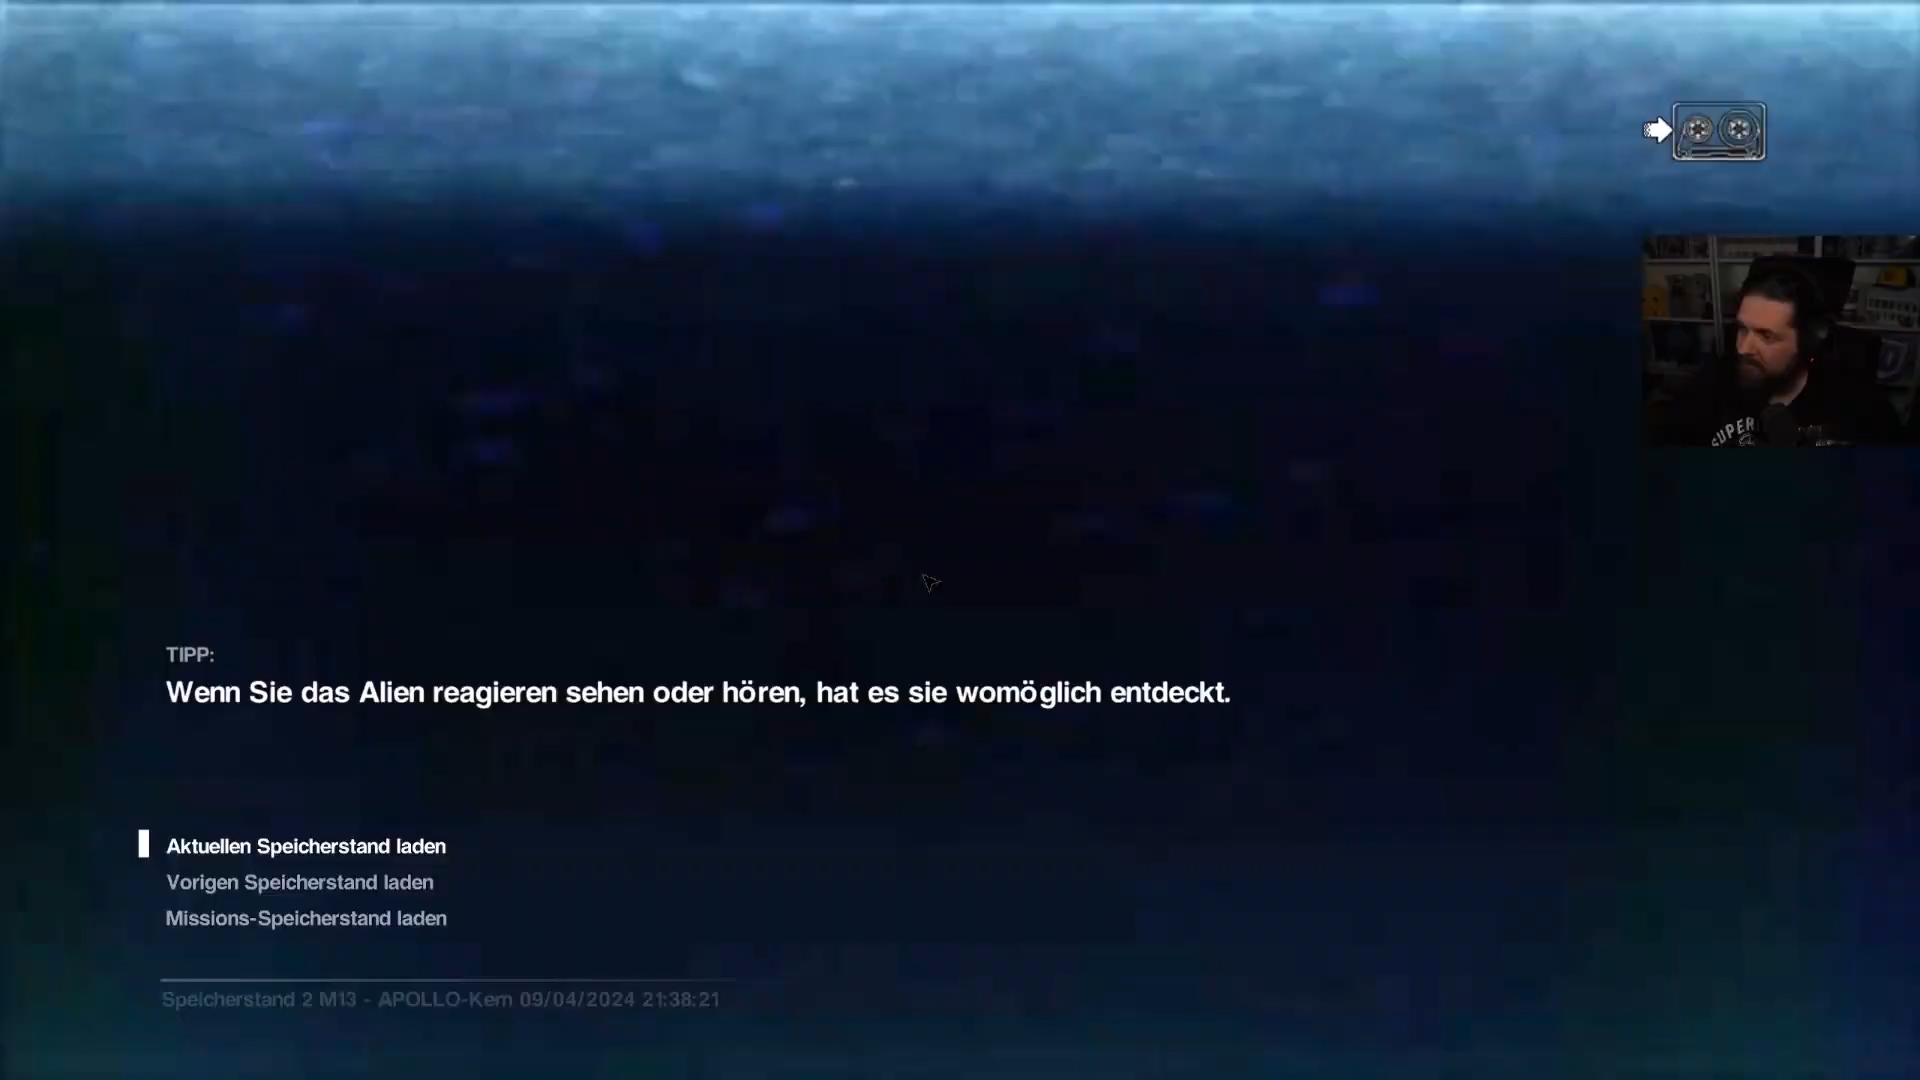 TIPP:
Wenn Sie das Alien reagieren sehen oder hören, hat es sie womöglich entdeckt.
Aktuellen Speicherstand laden
Vorigen Speicherstand laden
Missions-Speicherstand laden
Speicherstand 2 M13 - APOLLO-Kern 09/04/2024 21:38:21
SUPER